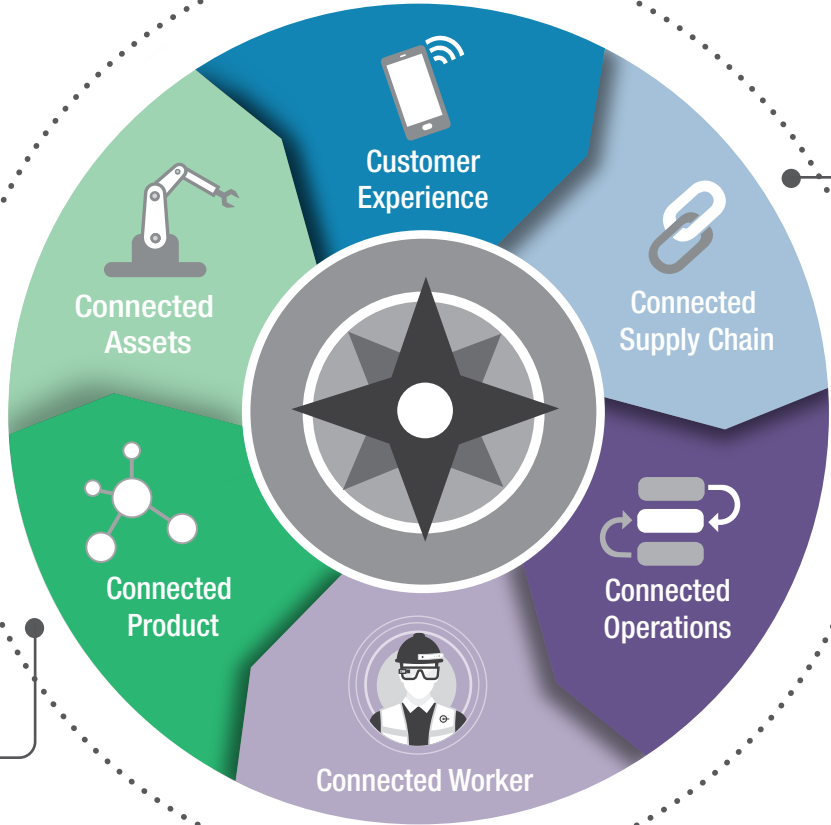 Customer
Experience
Connected
Supply Chain
Connected
Operations
Connected Worker
Connected
Product
Connected
Assets